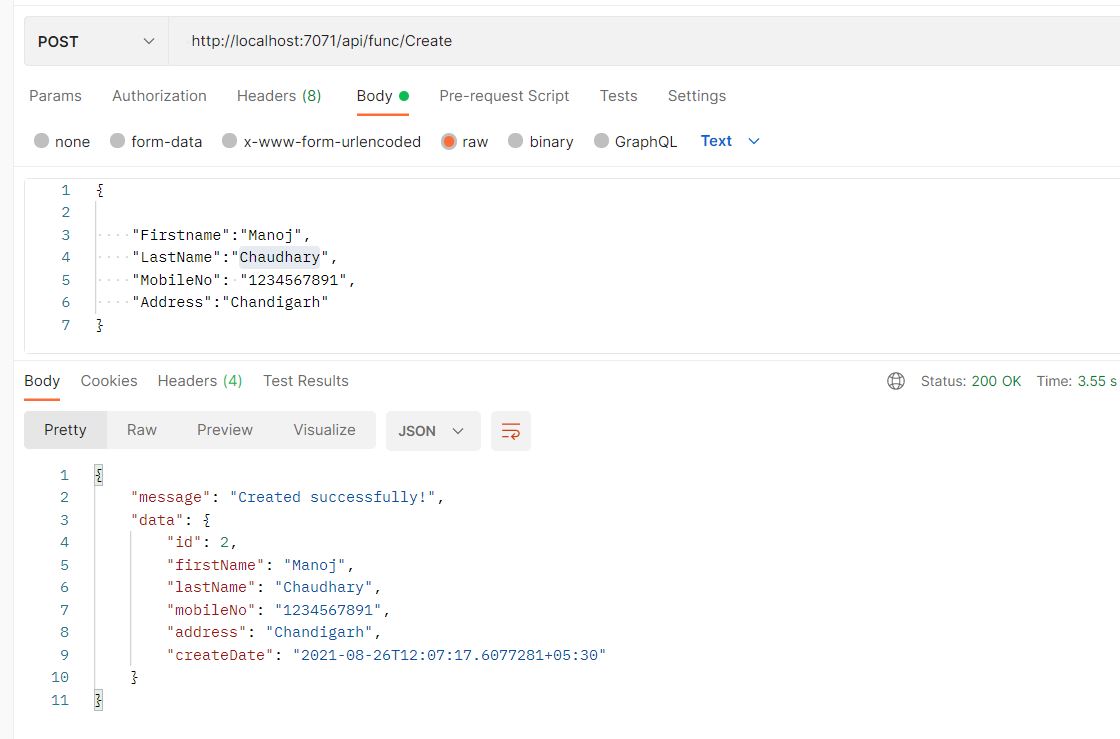 POST http://localhost:7071/api/func/Create
Params Authorization Headers (8) Body Pre-request Script Tests Settings
none form-data x-www-form-urlencoded raw binary GraphQL Text
1 {
2
3 "Firstname":"Manoj",
4 "LastName":"Chaudhary",
5 "MobileNo": "1234567891",
6 "Address":"Chandigarh"
7 }
Body Cookies Headers (4) Test Results Status: 200 OK Time: 3.55 s
Pretty Raw Preview Visualize JSON
1 {
2 "message": "Created successfully!",
3 "data": {
4 "id": 2,
5 "firstName": "Manoj",
6 "lastName": "Chaudhary",
7 "mobileNo": "1234567891",
8 "address": "Chandigarh",
9 "createDate": "2021-08-26T12:07:17.6077281+05:30"
10 }
11 }